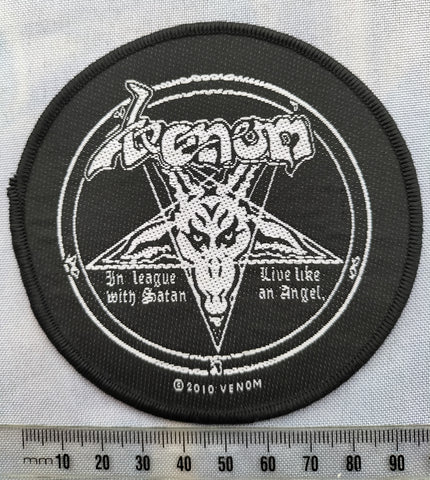 Venom
In league
with Satan
Live like
an Angel,
© 2010 VENOM
mm 10 20 30 40 50 60 70 80 90